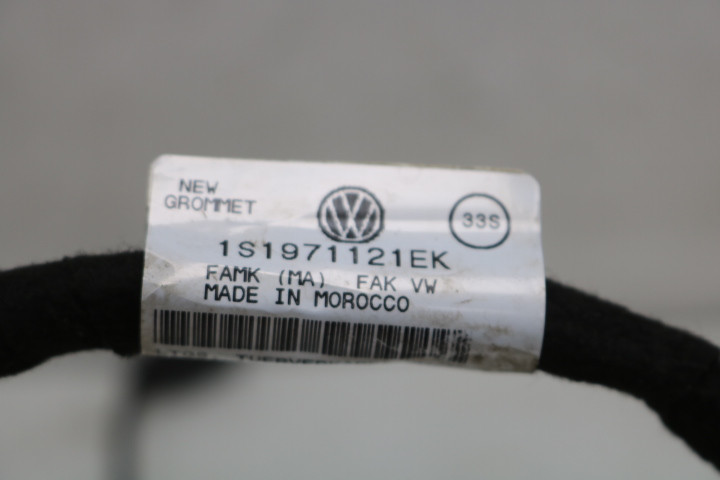 NEW
GROMMET
33S
1S1971121EK
FAMK (MA) FAK VW
MADE IN MOROCCO